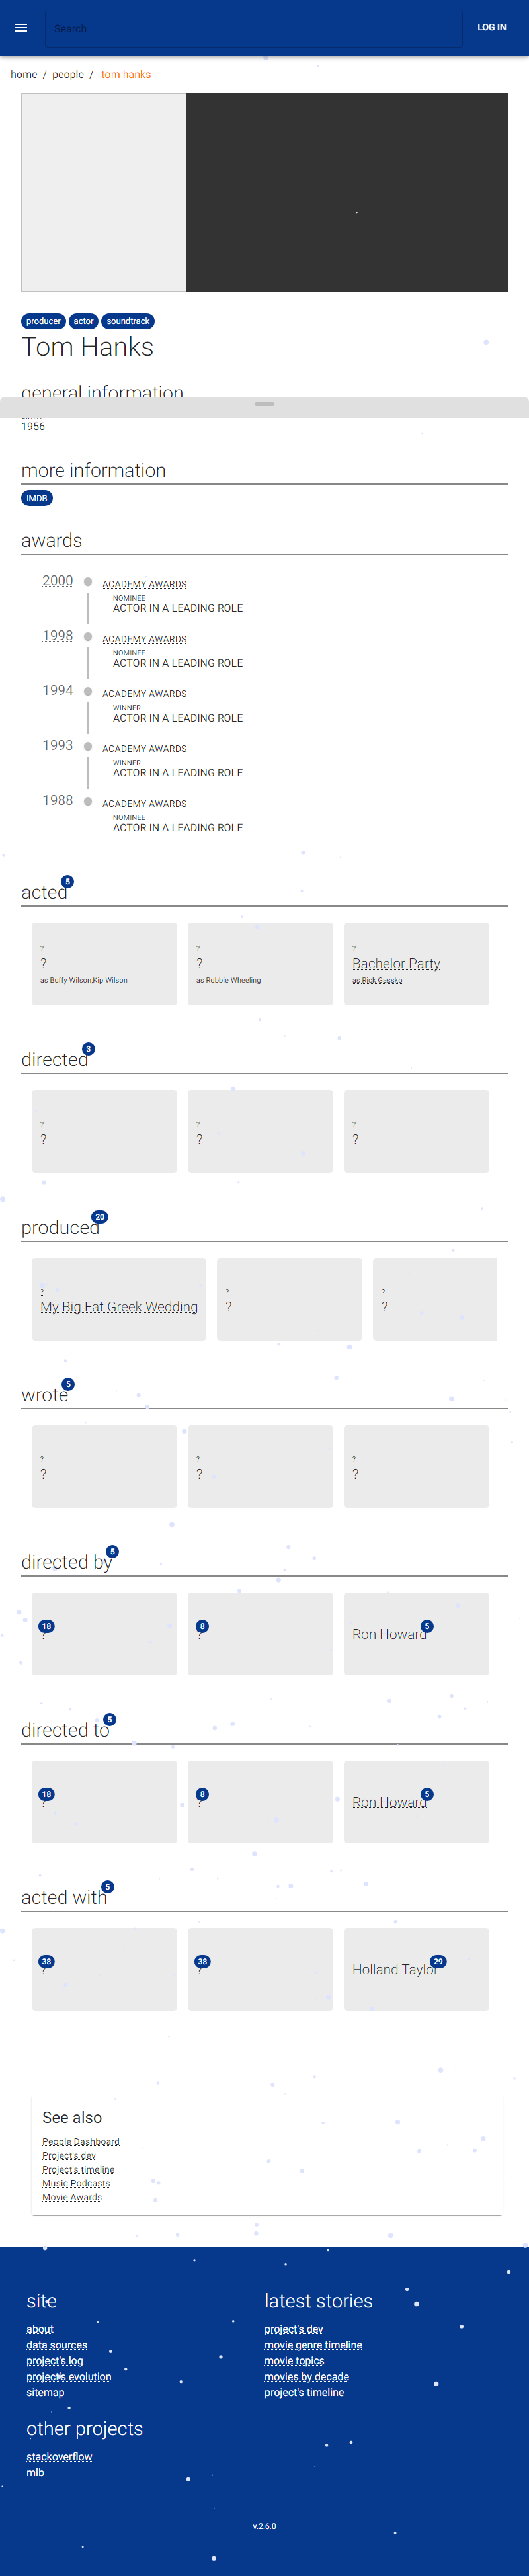 Search
LOG IN
home / people / tom hanks
producer actor soundtrack
Tom Hanks
general information
1956
more information
IMDB
awards
2000 ACADEMY AWARDS
NOMINEE
ACTOR IN A LEADING ROLE
1998 ACADEMY AWARDS
NOMINEE
ACTOR IN A LEADING ROLE
1994 ACADEMY AWARDS
WINNER
ACTOR IN A LEADING ROLE
1993 ACADEMY AWARDS
WINNER
ACTOR IN A LEADING ROLE
1988 ACADEMY AWARDS
NOMINEE
ACTOR IN A LEADING ROLE
acted 5
? ? ?
? ? Bachelor Party
as Buffy Wilson,Kip Wilson as Robbie Wheeling as Rick Gassko
directed 3
? ? ?
? ? ?
produced 20
? ? ?
My Big Fat Greek Wedding ? ?
wrote 5
? ? ?
? ? ?
directed by 5
? 18 ? 8 Ron Howard 5
directed to 5
? 18 ? 8 Ron Howard 5
acted with 5
? 38 ? 38 Holland Taylor 29
See also
People Dashboard
Project's dev
Project's timeline
Music Podcasts
Movie Awards
site
about
data sources
project's log
project's evolution
sitemap
latest stories
project's dev
movie genre timeline
movie topics
movies by decade
project's timeline
other projects
stackoverflow
mlb
v.2.6.0